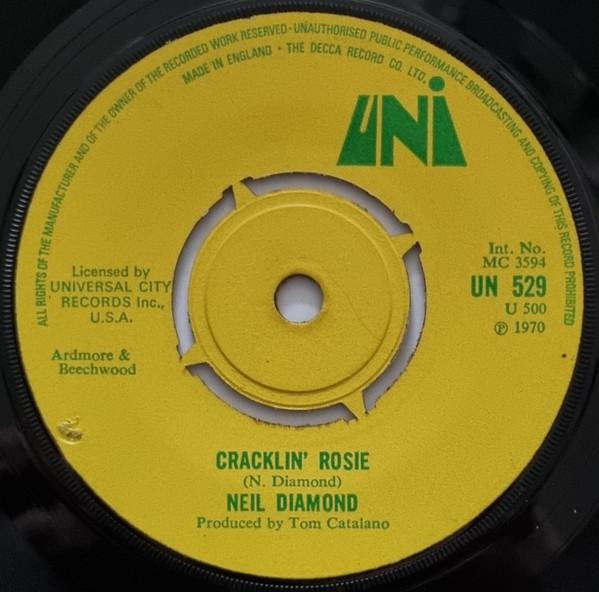 ALL RIGHTS OF THE MANUFACTURER AND OF THE OWNER OF THE RECORDED WORK RESERVED · UNAUTHORISED PUBLIC PERFORMANCE BROADCASTING AND COPYING OF THIS RECORD PROHIBITED
MADE IN ENGLAND · THE DECCA RECORD CO. LTD.
UNI
Int. No.
MC 3594
UN 529
U 500
℗ 1970
Licensed by
UNIVERSAL CITY
RECORDS Inc.,
U.S.A.
Ardmore &
Beechwood
CRACKLIN' ROSIE
(N. Diamond)
NEIL DIAMOND
Produced by Tom Catalano